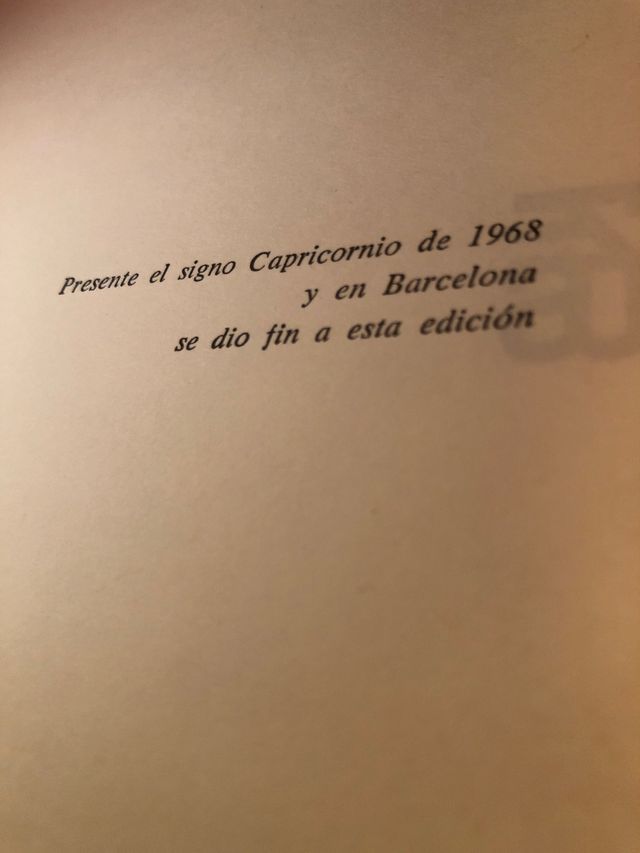 Presente el signo Capricornio de 1968
y en Barcelona
se dio fin a esta edición